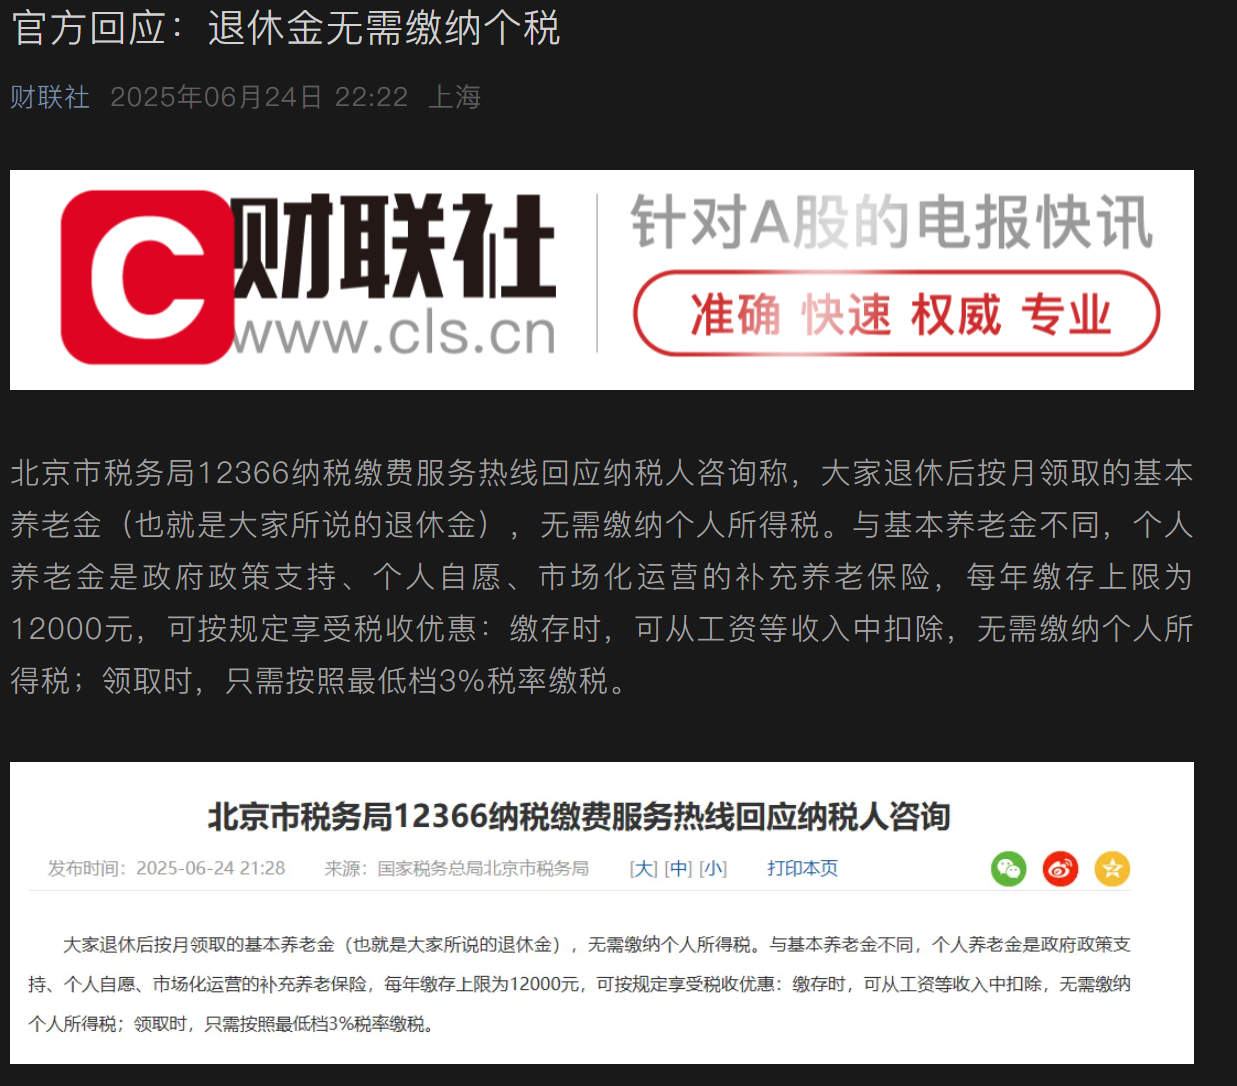 官方回应：退休金无需缴纳个税
财联社 2025年06月24日 22:22 上海
C 财联社
www.cls.cn
针对A股的电报快讯
准确 快速 权威 专业
北京市税务局12366纳税缴费服务热线回应纳税人咨询称，大家退休后按月领取的基本
养老金（也就是大家所说的退休金），无需缴纳个人所得税。与基本养老金不同，个人
养老金是政府政策支持、个人自愿、市场化运营的补充养老保险，每年缴存上限为
12000元，可按规定享受税收优惠：缴存时，可从工资等收入中扣除，无需缴纳个人所
得税；领取时，只需按照最低档3%税率缴税。
北京市税务局12366纳税缴费服务热线回应纳税人咨询
发布时间：2025-06-24 21:28 来源：国家税务总局北京市税务局 [大] [中] [小] 打印本页
大家退休后按月领取的基本养老金（也就是大家所说的退休金），无需缴纳个人所得税。与基本养老金不同，个人养老金是政府政策支
持、个人自愿、市场化运营的补充养老保险，每年缴存上限为12000元，可按规定享受税收优惠：缴存时，可从工资等收入中扣除，无需缴纳
个人所得税；领取时，只需按照最低档3%税率缴税。